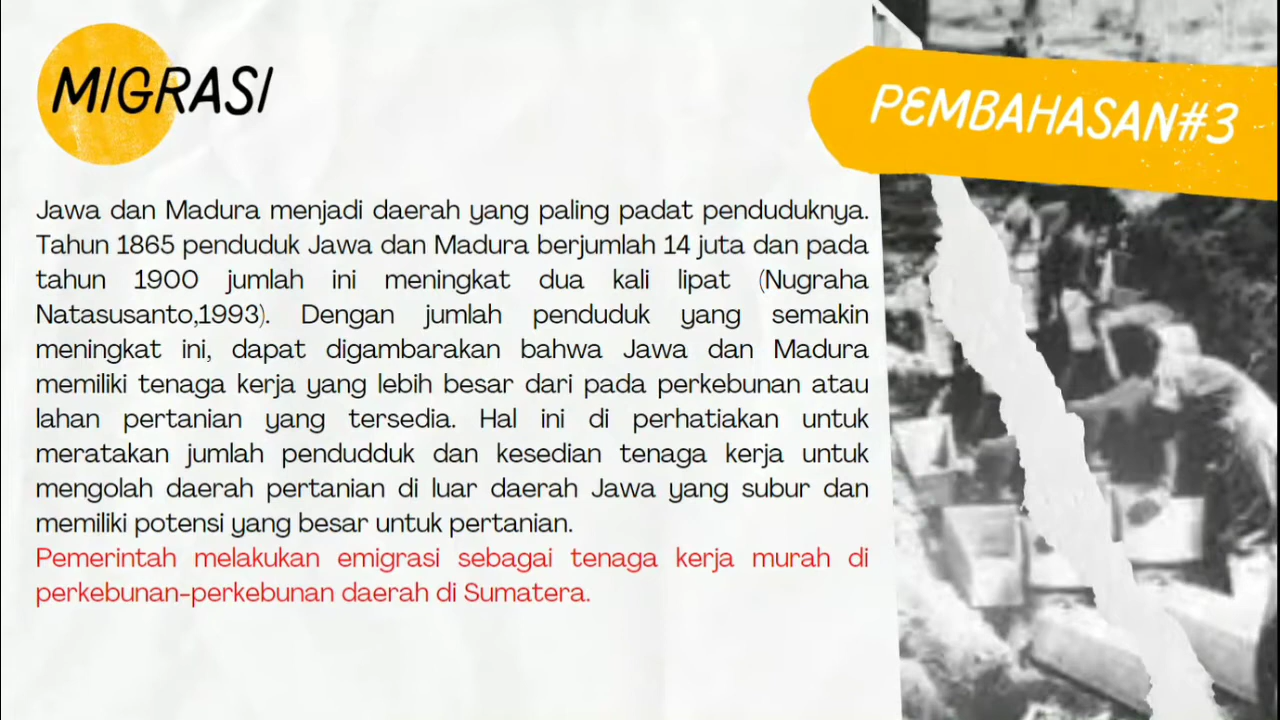 MIGRASI
PEMBAHASAN#3
Jawa dan Madura menjadi daerah yang paling padat penduduknya.
Tahun 1865 penduduk Jawa dan Madura berjumlah 14 juta dan pada
tahun 1900 jumlah ini meningkat dua kali lipat (Nugraha
Natasusanto,1993). Dengan jumlah penduduk yang semakin
meningkat ini, dapat digambarakan bahwa Jawa dan Madura
memiliki tenaga kerja yang lebih besar dari pada perkebunan atau
lahan pertanian yang tersedia. Hal ini di perhatiakan untuk
meratakan jumlah pendudduk dan kesedian tenaga kerja untuk
mengolah daerah pertanian di luar daerah Jawa yang subur dan
memiliki potensi yang besar untuk pertanian.
Pemerintah melakukan emigrasi sebagai tenaga kerja murah di
perkebunan-perkebunan daerah di Sumatera.